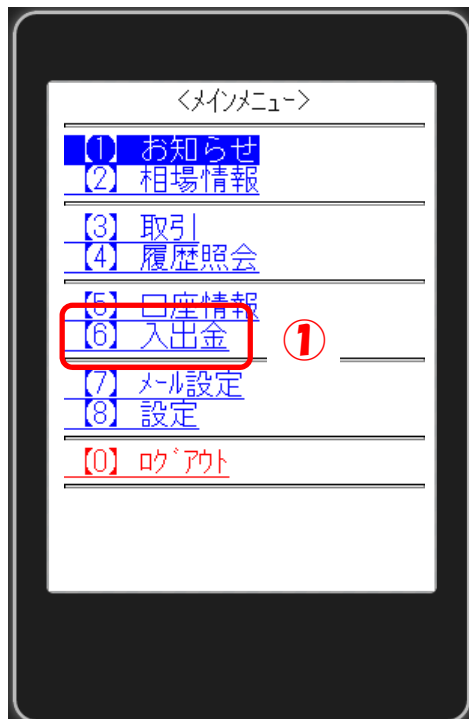 <ﾒｲﾝﾒﾆｭｰ>
【1】 お知らせ
【2】 相場情報
【3】 取引
【4】 履歴照会
【5】 口座情報
【6】 入出金
①
【7】 ﾒｰﾙ設定
【8】 設定
【0】 ﾛｸﾞｱｳﾄ